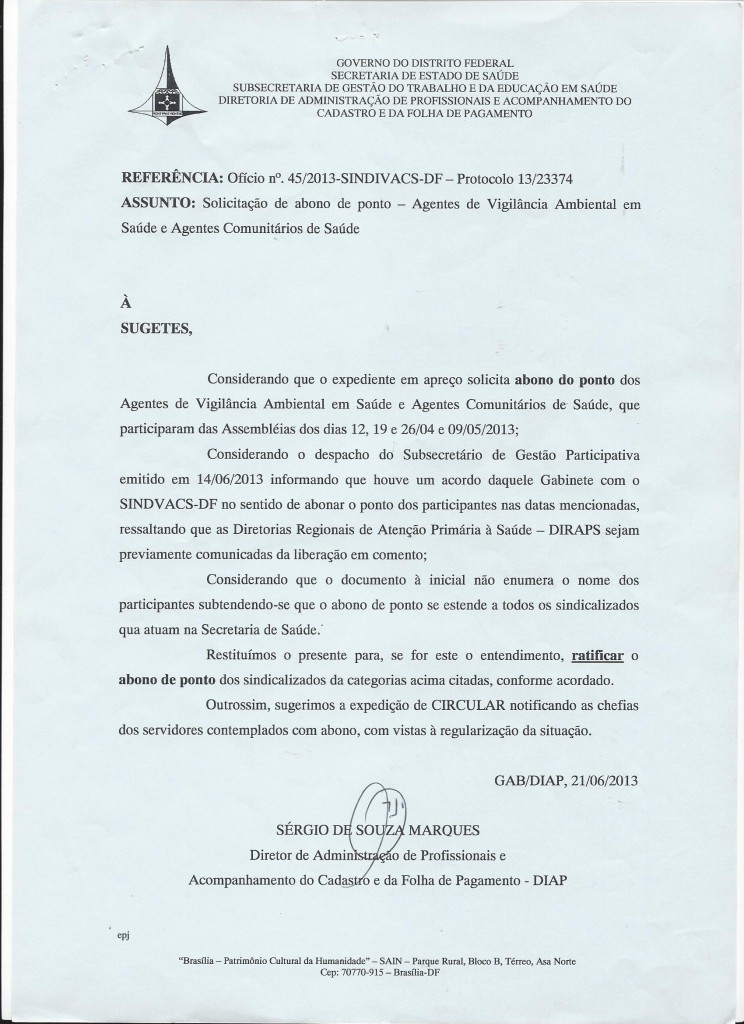 GOVERNO DO DISTRITO FEDERAL
SECRETARIA DE ESTADO DE SAÚDE
SUBSECRETARIA DE GESTÃO DO TRABALHO E DA EDUCAÇÃO EM SAÚDE
DIRETORIA DE ADMINISTRAÇÃO DE PROFISSIONAIS E ACOMPANHAMENTO DO
CADASTRO E DA FOLHA DE PAGAMENTO
REFERÊNCIA: Ofício nº. 45/2013-SINDIVACS-DF – Protocolo 13/23374
ASSUNTO: Solicitação de abono de ponto – Agentes de Vigilância Ambiental em
Saúde e Agentes Comunitários de Saúde
À
SUGETES,
Considerando que o expediente em apreço solicita abono do ponto dos
Agentes de Vigilância Ambiental em Saúde e Agentes Comunitários de Saúde, que
participaram das Assembléias dos dias 12, 19 e 26/04 e 09/05/2013;
Considerando o despacho do Subsecretário de Gestão Participativa
emitido em 14/06/2013 informando que houve um acordo daquele Gabinete com o
SINDVACS-DF no sentido de abonar o ponto dos participantes nas datas mencionadas,
ressaltando que as Diretorias Regionais de Atenção Primária à Saúde – DIRAPS sejam
previamente comunicadas da liberação em comento;
Considerando que o documento à inicial não enumera o nome dos
participantes subtendendo-se que o abono de ponto se estende a todos os sindicalizados
qua atuam na Secretaria de Saúde.
Restituímos o presente para, se for este o entendimento, ratificar o
abono de ponto dos sindicalizados da categorias acima citadas, conforme acordado.
Outrossim, sugerimos a expedição de CIRCULAR notificando as chefias
dos servidores contemplados com abono, com vistas à regularização da situação.
GAB/DIAP, 21/06/2013
SÉRGIO DE SOUZA MARQUES
Diretor de Administração de Profissionais e
Acompanhamento do Cadastro e da Folha de Pagamento - DIAP
epj
"Brasília – Patrimônio Cultural da Humanidade" – SAIN – Parque Rural, Bloco B, Térreo, Asa Norte
Cep: 70770-915 – Brasília-DF